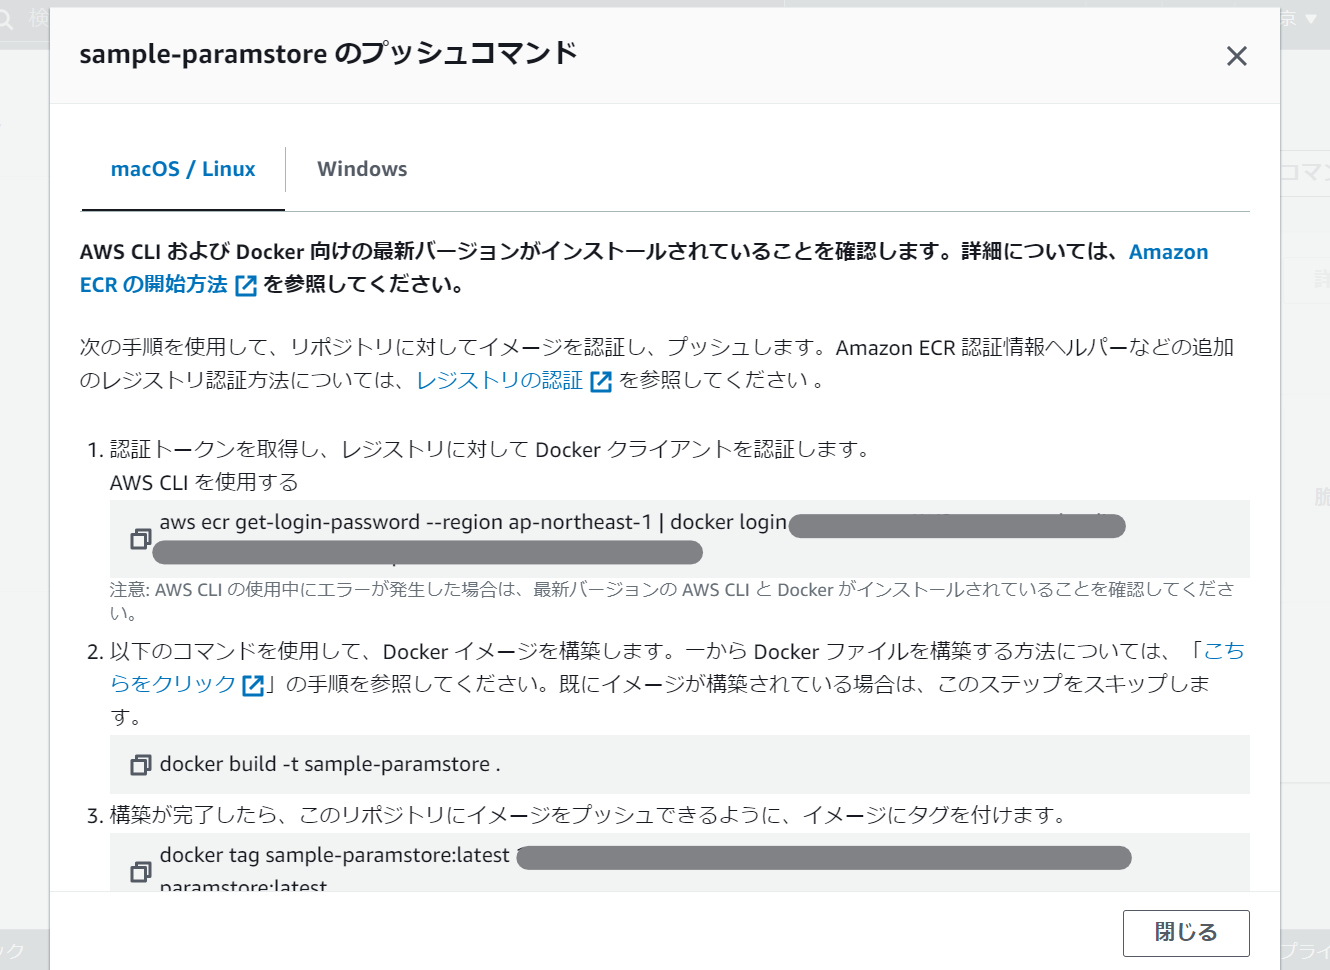 検
京 ▼
sample-paramstore のプッシュコマンド
macOS / Linux
Windows
コマン
AWS CLI および Docker 向けの最新バージョンがインストールされていることを確認します。詳細については、Amazon
ECR の開始方法 を参照してください。
詳
次の手順を使用して、リポジトリに対してイメージを認証し、プッシュします。Amazon ECR 認証情報ヘルパーなどの追加
のレジストリ認証方法については、レジストリの認証 を参照してください 。
1. 認証トークンを取得し、レジストリに対して Docker クライアントを認証します。
AWS CLI を使用する
脆
aws ecr get-login-password --region ap-northeast-1 | docker login
注意: AWS CLI の使用中にエラーが発生した場合は、最新バージョンの AWS CLI と Docker がインストールされていることを確認してくださ
い。
2. 以下のコマンドを使用して、Docker イメージを構築します。一から Docker ファイルを構築する方法については、「こち
らをクリック 」の手順を参照してください。既にイメージが構築されている場合は、このステップをスキップしま
す。
docker build -t sample-paramstore .
3. 構築が完了したら、このリポジトリにイメージをプッシュできるように、イメージにタグを付けます。
docker tag sample-paramstore:latest
paramstore:latest
閉じる
ック
プライ